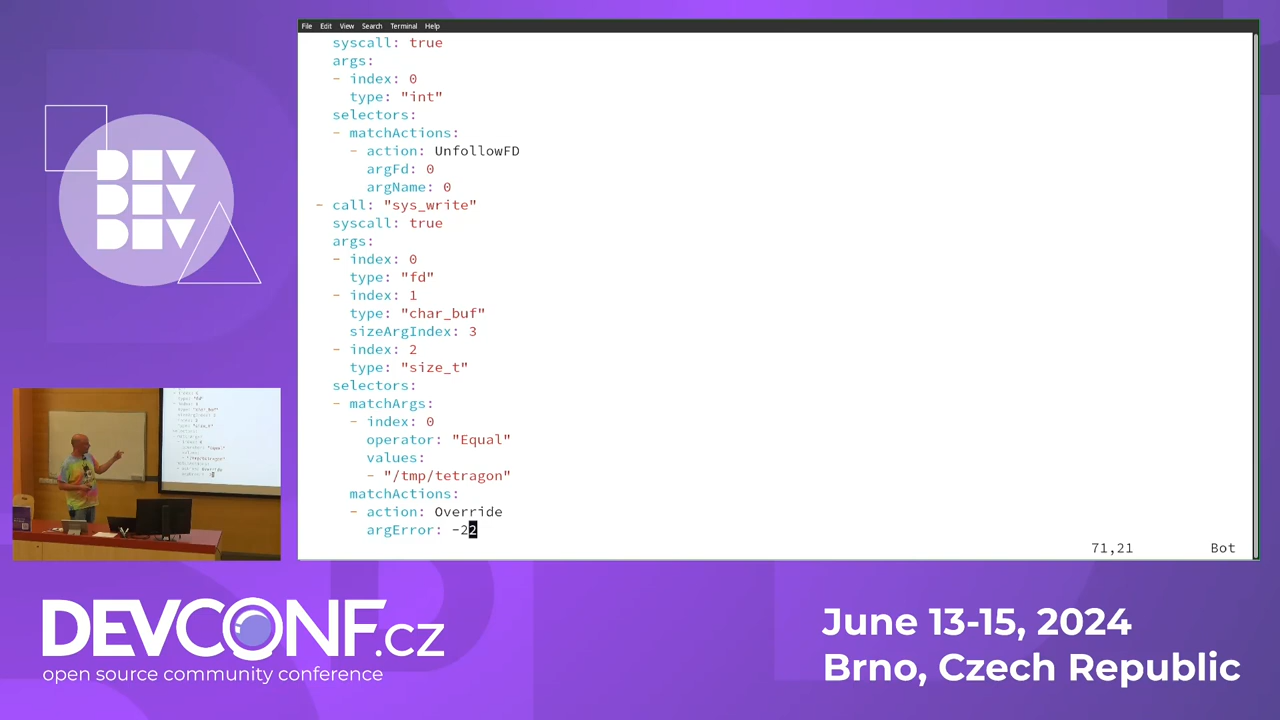 File Edit View Search Terminal Help
syscall: true
args:
- index: 0
type: "int"
selectors:
- matchActions:
- action: UnfollowFD
argFd: 0
argName: 0
- call: "sys_write"
syscall: true
args:
- index: 0
type: "fd"
- index: 1
type: "char_buf"
sizeArgIndex: 3
- index: 2
type: "size_t"
selectors:
- matchArgs:
- index: 0
operator: "Equal"
values:
- "/tmp/tetragon"
matchActions:
- action: Override
argError: -22
71,21 Bot
DEV
DEV
DEV
DEVCONF.cz
open source community conference
June 13-15, 2024
Brno, Czech Republic